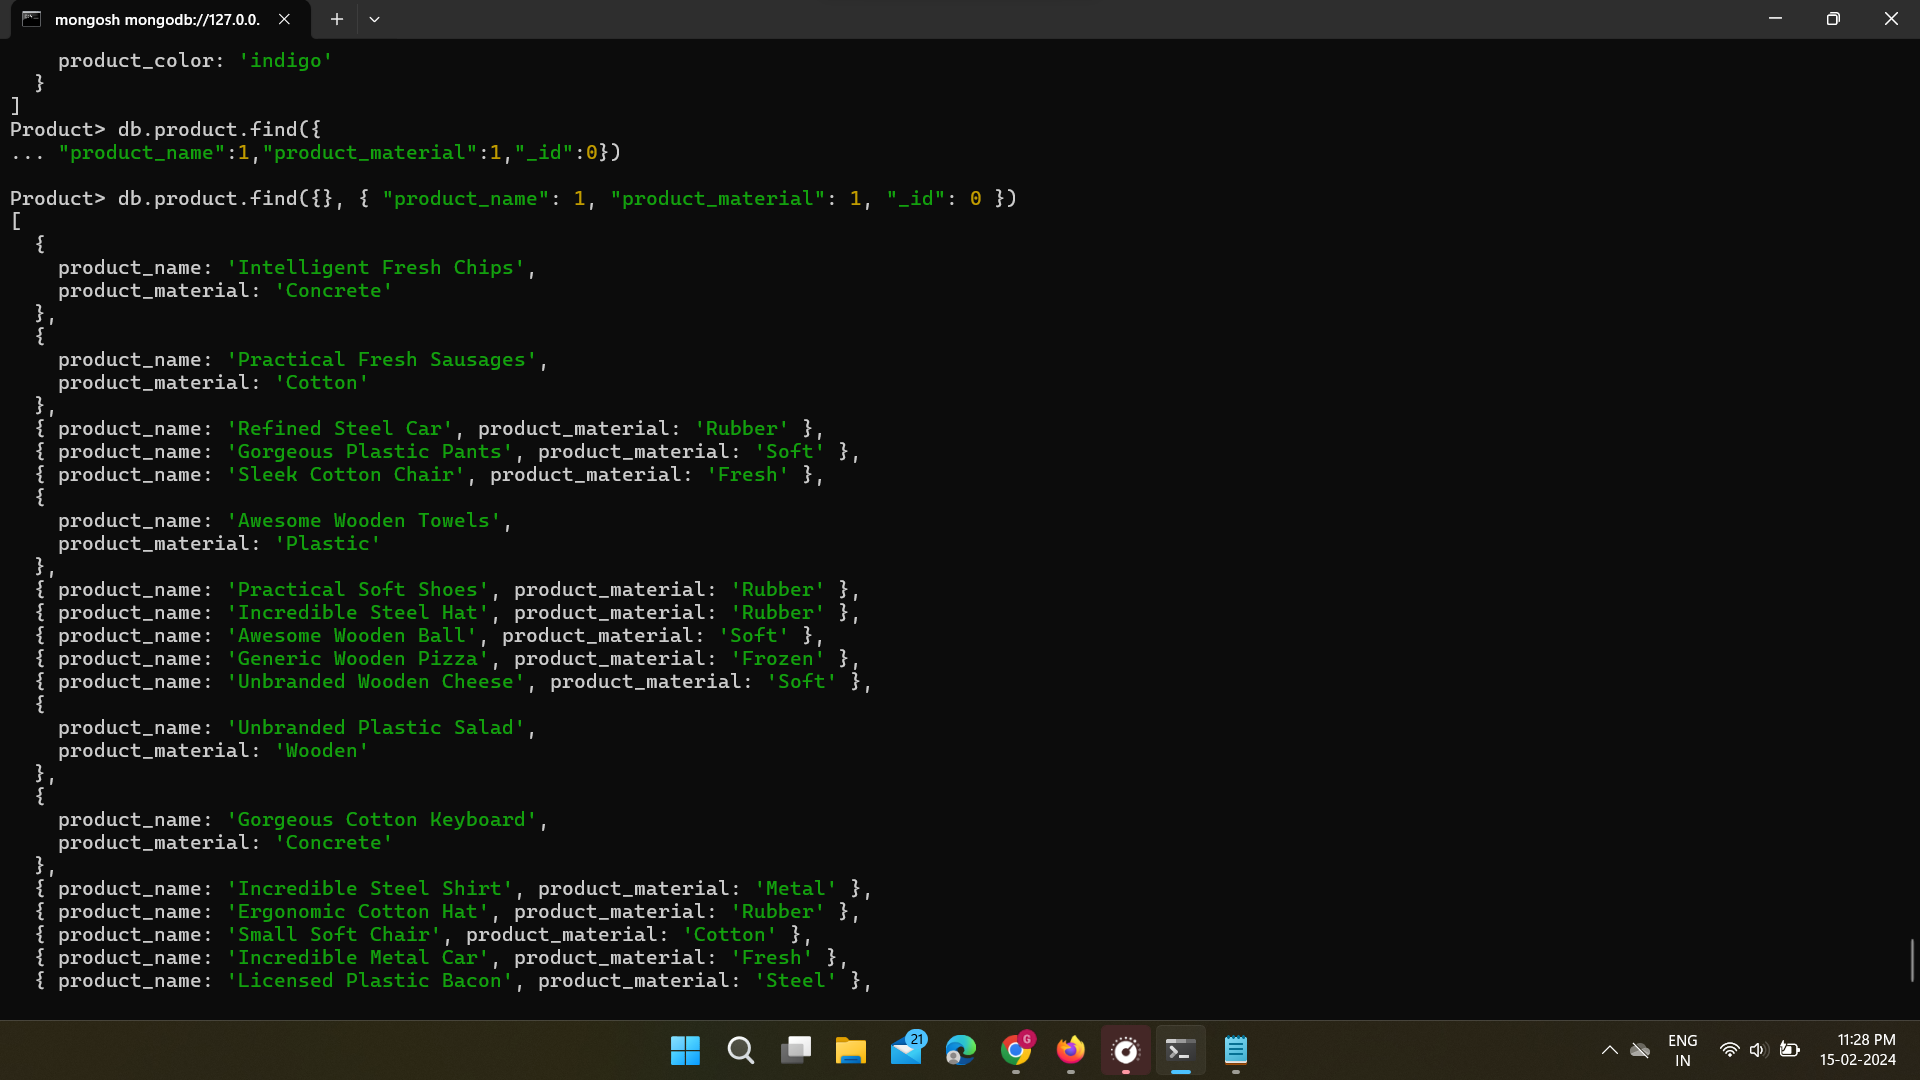 mongosh mongodb://127.0.0.
product_color: 'indigo'
}
]
Product> db.product.find({
... "product_name":1,"product_material":1,"_id":0})
Product> db.product.find({}, { "product_name": 1, "product_material": 1, "_id": 0 })
[
{
product_name: 'Intelligent Fresh Chips',
product_material: 'Concrete'
},
{
product_name: 'Practical Fresh Sausages',
product_material: 'Cotton'
},
{ product_name: 'Refined Steel Car', product_material: 'Rubber' },
{ product_name: 'Gorgeous Plastic Pants', product_material: 'Soft' },
{ product_name: 'Sleek Cotton Chair', product_material: 'Fresh' },
{
product_name: 'Awesome Wooden Towels',
product_material: 'Plastic'
},
{ product_name: 'Practical Soft Shoes', product_material: 'Rubber' },
{ product_name: 'Incredible Steel Hat', product_material: 'Rubber' },
{ product_name: 'Awesome Wooden Ball', product_material: 'Soft' },
{ product_name: 'Generic Wooden Pizza', product_material: 'Frozen' },
{ product_name: 'Unbranded Wooden Cheese', product_material: 'Soft' },
{
product_name: 'Unbranded Plastic Salad',
product_material: 'Wooden'
},
{
product_name: 'Gorgeous Cotton Keyboard',
product_material: 'Concrete'
},
{ product_name: 'Incredible Steel Shirt', product_material: 'Metal' },
{ product_name: 'Ergonomic Cotton Hat', product_material: 'Rubber' },
{ product_name: 'Small Soft Chair', product_material: 'Cotton' },
{ product_name: 'Incredible Metal Car', product_material: 'Fresh' },
{ product_name: 'Licensed Plastic Bacon', product_material: 'Steel' },
21
G
ENG
IN
11:28 PM
15-02-2024